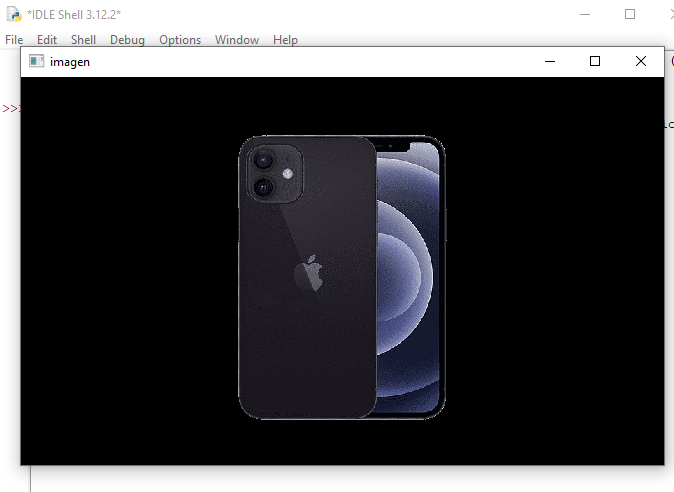 *IDLE Shell 3.12.2*
File Edit Shell Debug Options Window Help
imagen
>>